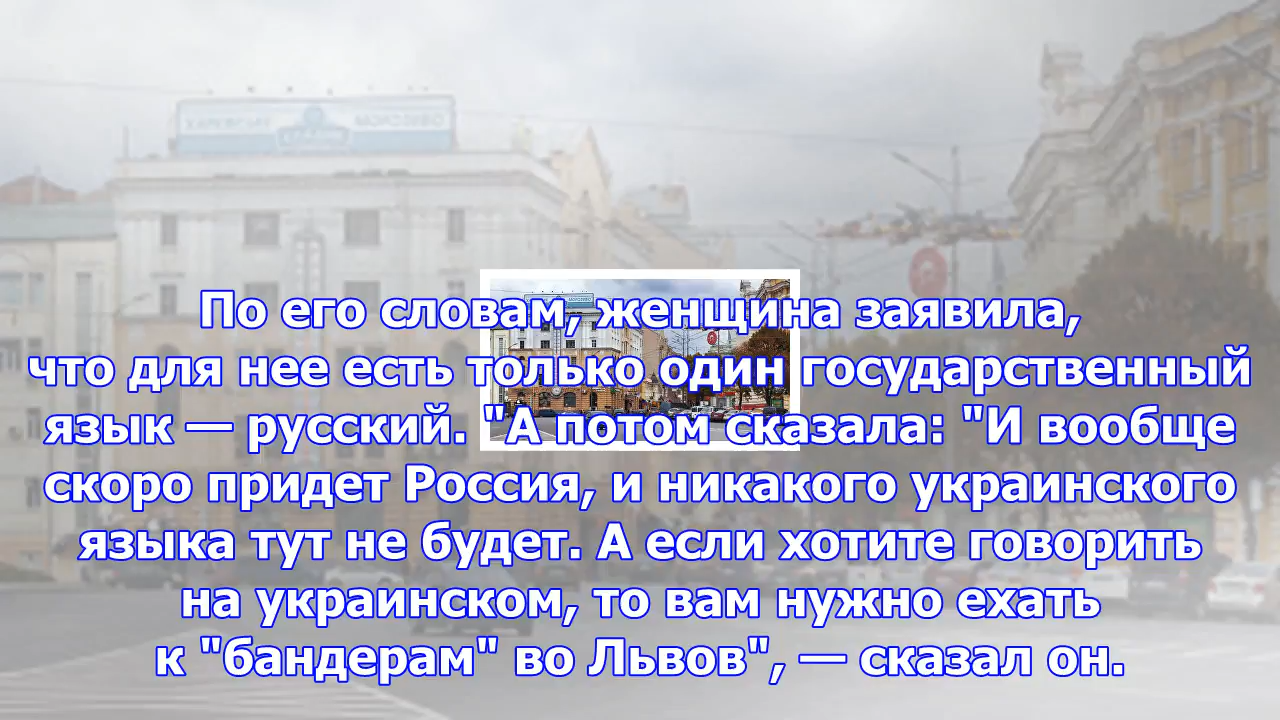 По его словам, женщина заявила,
что для нее есть только один государственный
язык — русский. "А потом сказала: "И вообще
скоро придет Россия, и никакого украинского
языка тут не будет. А если хотите говорить
на украинском, то вам нужно ехать
к "бандерам" во Львов", — сказал он.